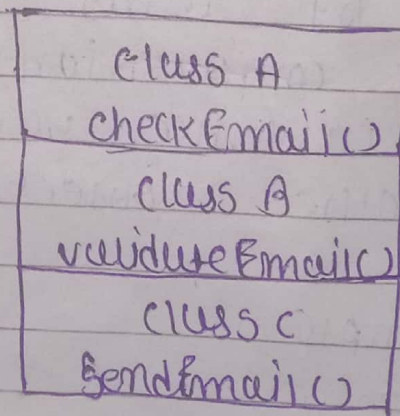 class A
checkEmail()
class B
validateEmail()
class C
SendEmail()